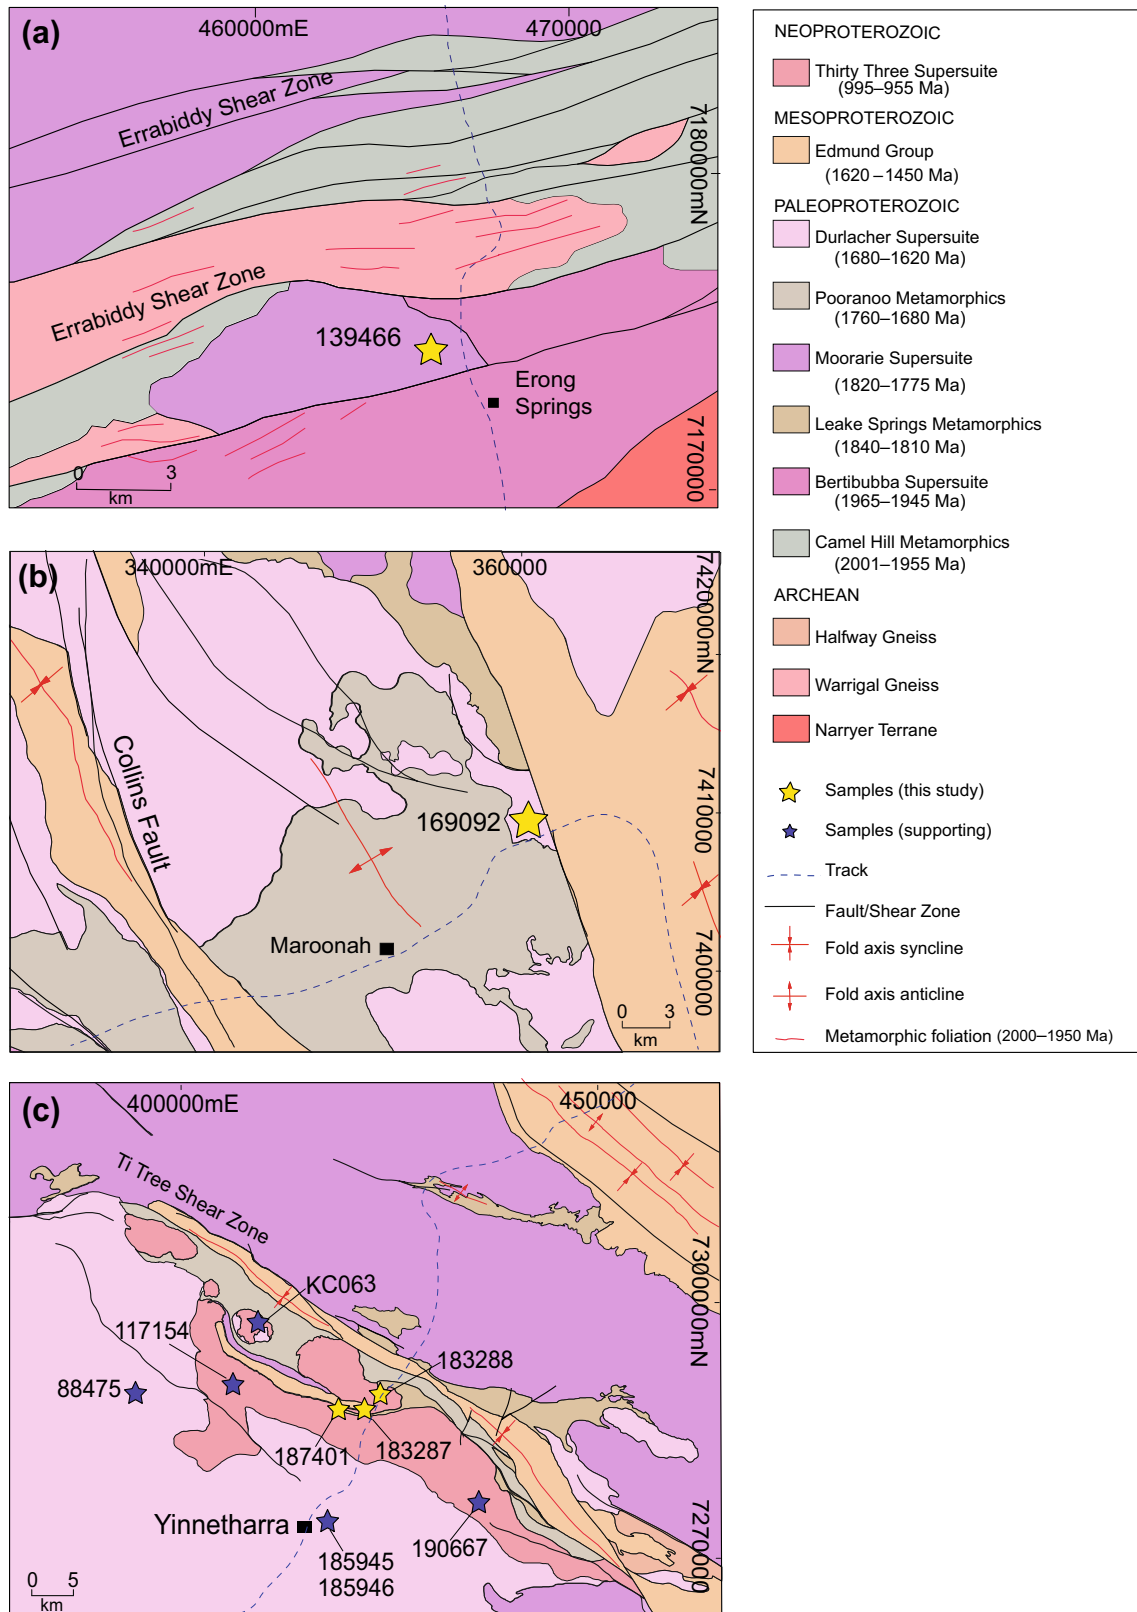 (a)
460000mE
470000
Errabiddy Shear Zone
7180000mN
Errabiddy Shear Zone
139466
Erong
Springs
0 3
km
7170000
(b)
340000mE
360000
7420000mN
Collins Fault
169092
7410000
Maroonah
7400000
0 3
km
(c)
400000mE
450000
Ti Tree Shear Zone
7300000mN
KC063
117154
183288
88475
187401
183287
Yinnetharra
190667
185945
185946
7270000
0 5
km
NEOPROTEROZOIC
Thirty Three Supersuite
(995–955 Ma)
MESOPROTEROZOIC
Edmund Group
(1620–1450 Ma)
PALEOPROTEROZOIC
Durlacher Supersuite
(1680–1620 Ma)
Pooranoo Metamorphics
(1760–1680 Ma)
Moorarie Supersuite
(1820–1775 Ma)
Leake Springs Metamorphics
(1840–1810 Ma)
Bertibubba Supersuite
(1965–1945 Ma)
Camel Hill Metamorphics
(2001–1955 Ma)
ARCHEAN
Halfway Gneiss
Warrigal Gneiss
Narryer Terrane
Samples (this study)
Samples (supporting)
Track
Fault/Shear Zone
Fold axis syncline
Fold axis anticline
Metamorphic foliation (2000–1950 Ma)